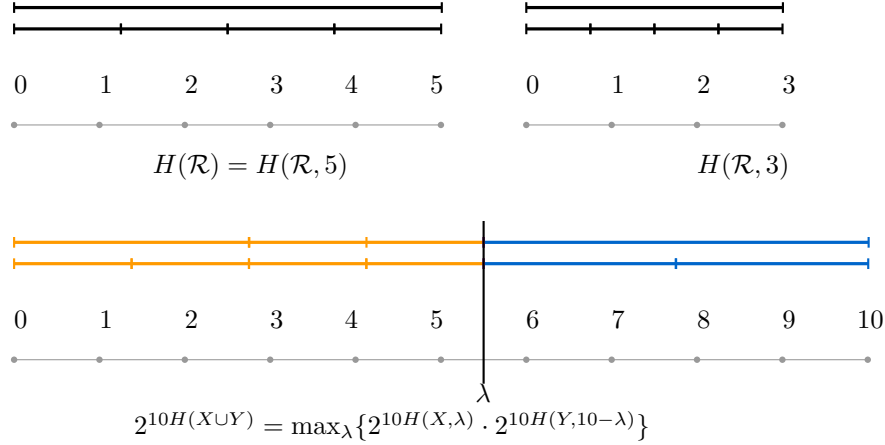 0 1 2 3 4 5 0 1 2 3
H(ℛ) = H(ℛ, 5) H(ℛ, 3)
0 1 2 3 4 5 6 7 8 9 10
λ
2^{10H(X∪Y)} = max_λ{2^{10H(X,λ)} · 2^{10H(Y,10−λ)}}